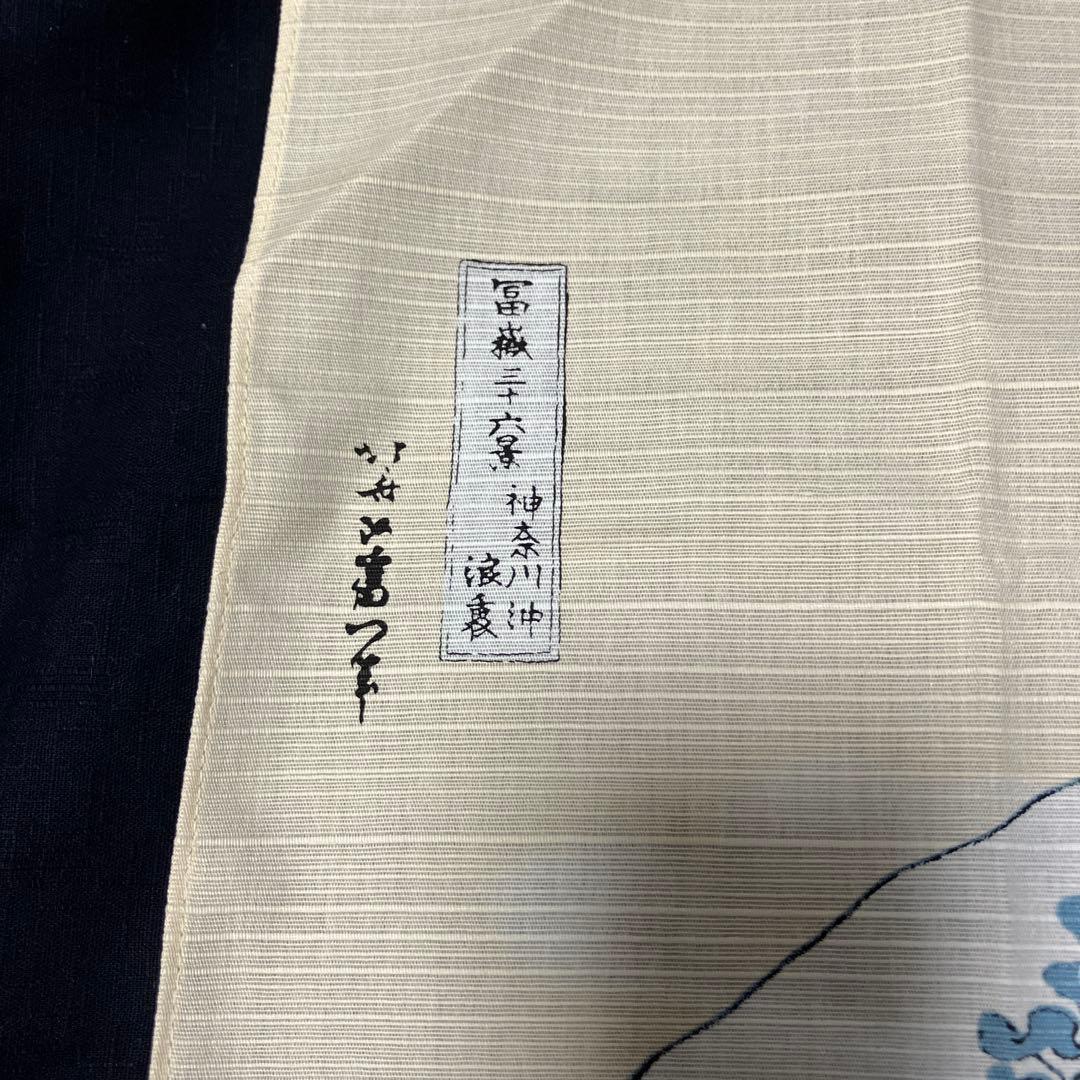 冨嶽三十六景
神奈川沖
浪裏
北斎改為一筆